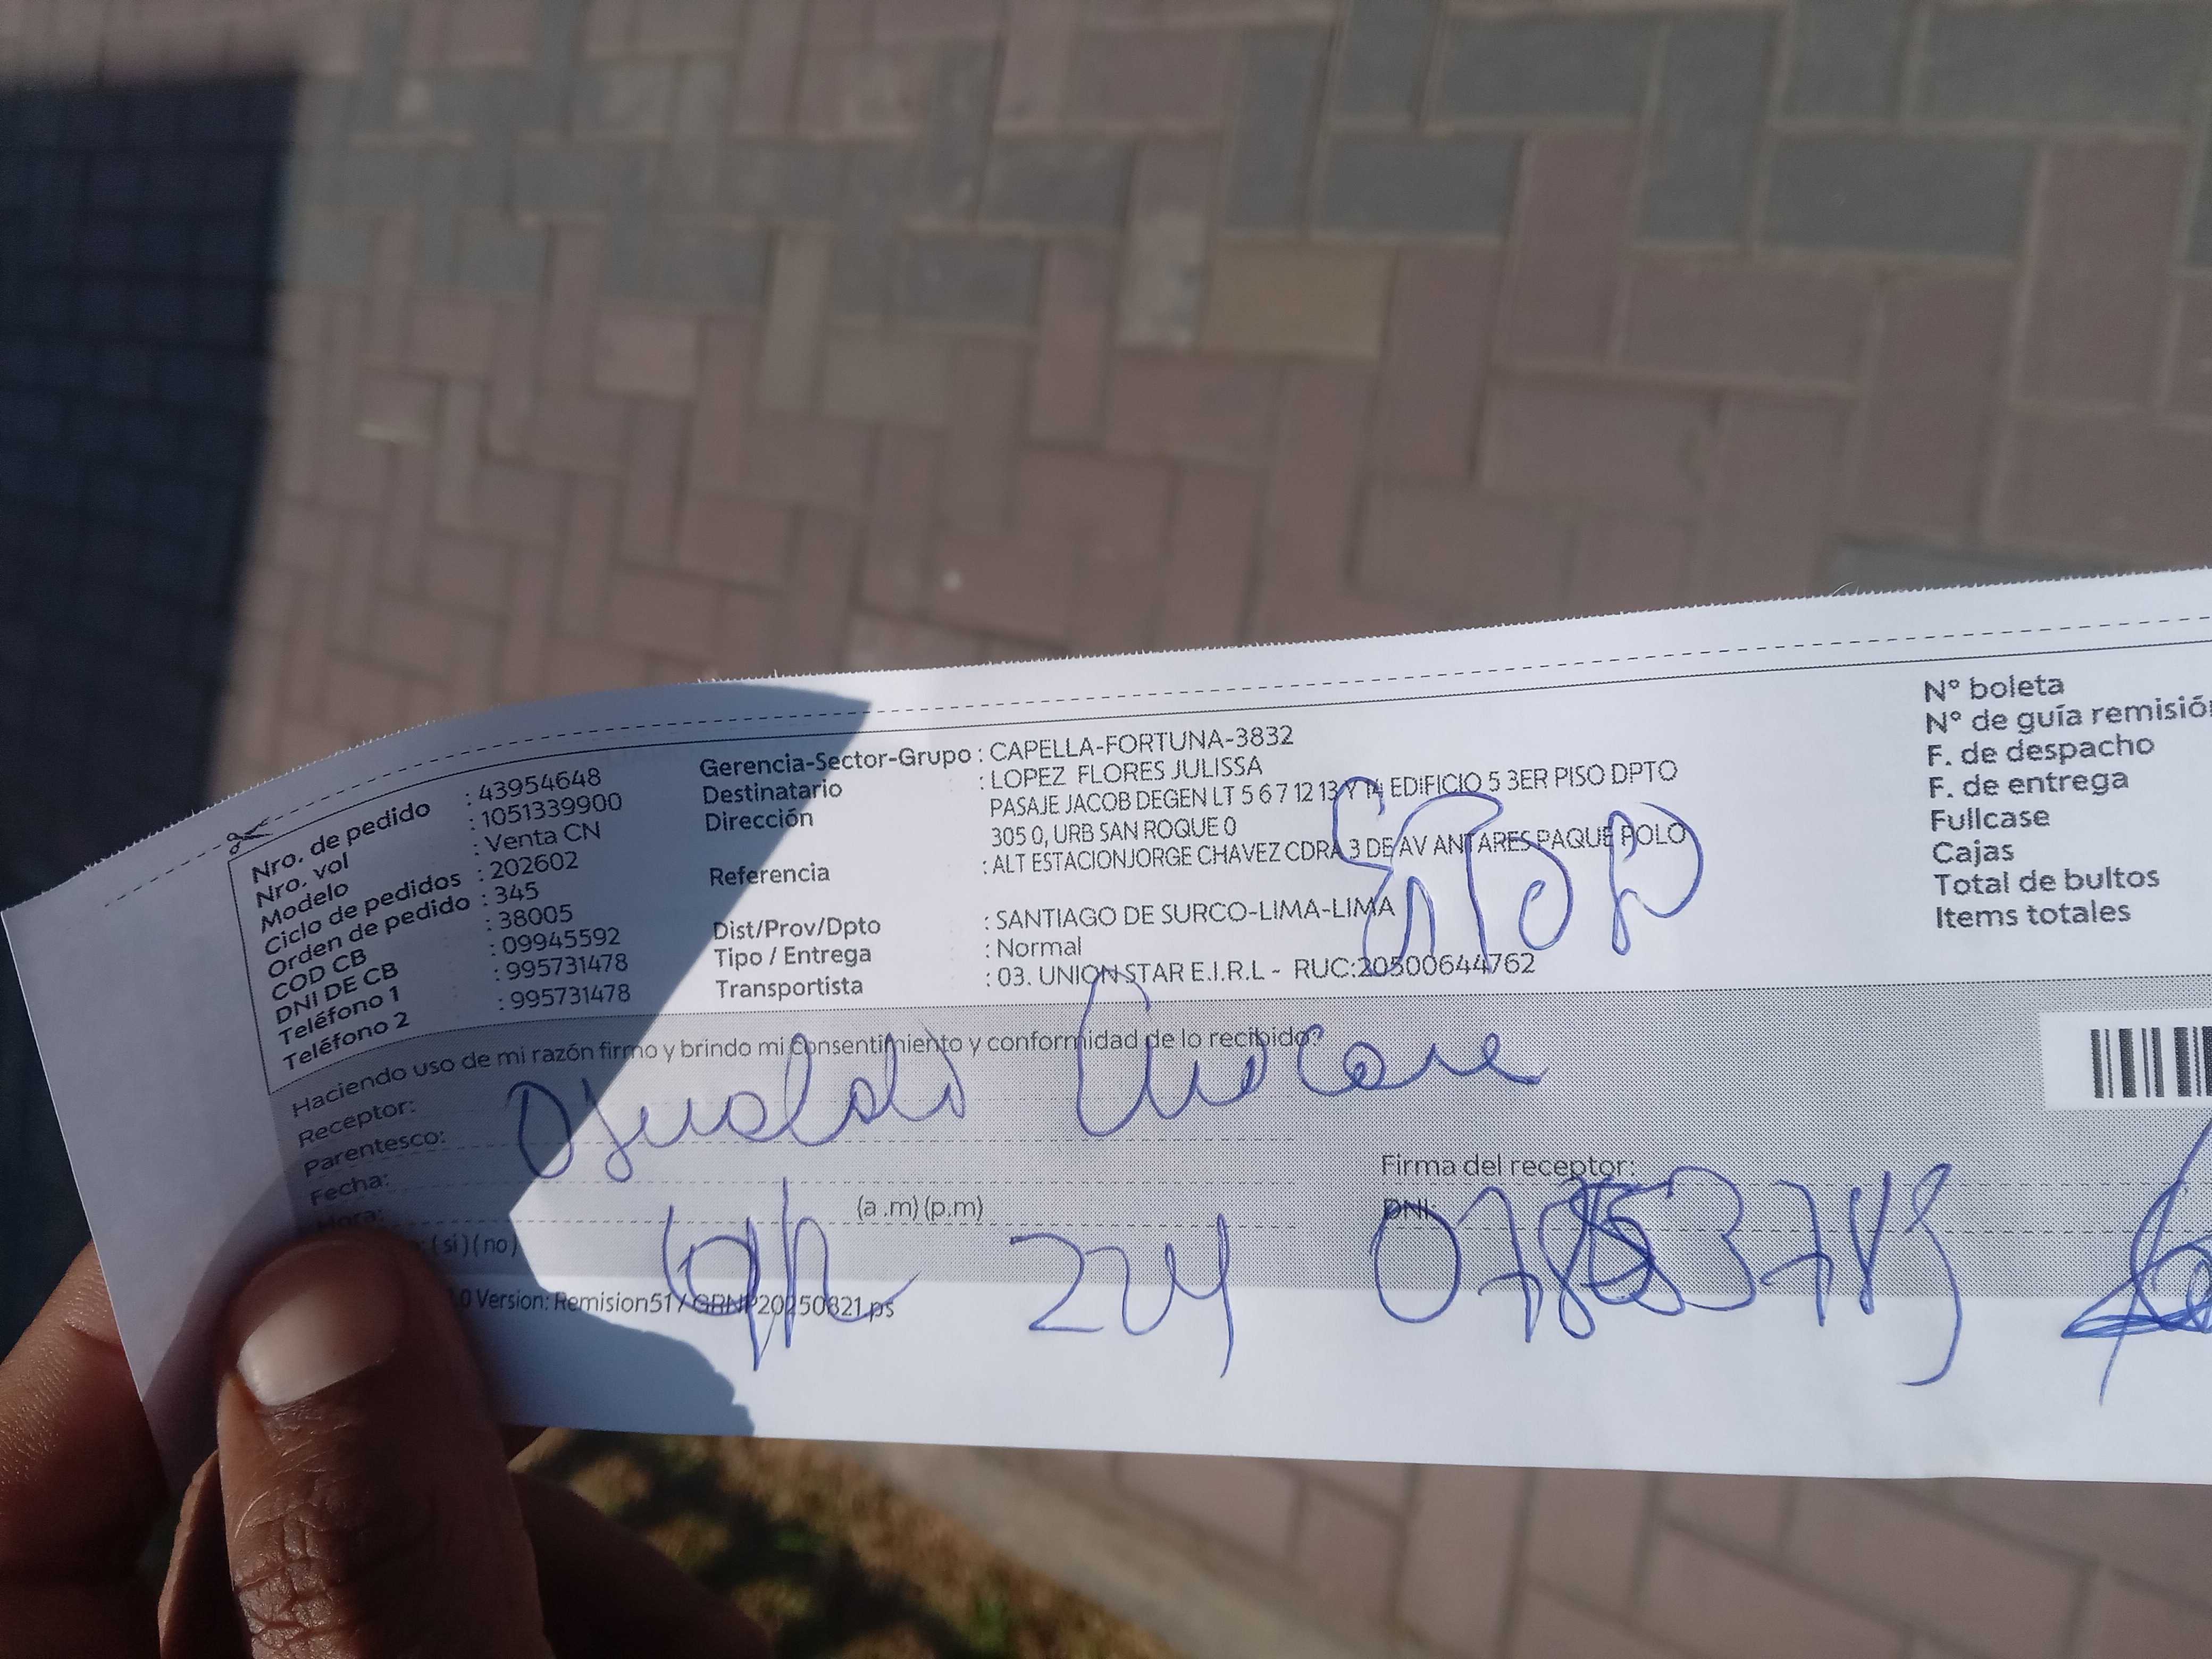 Nro. de pedido : 43954648
Nro. vol : 1051339900
Modelo : Venta CN
Ciclo de pedidos : 202602
Orden de pedido : 345
COD CB : 38005
DNI DE CB : 09945592
Teléfono 1 : 995731478
Teléfono 2 : 995731478
Gerencia-Sector-Grupo : CAPELLA-FORTUNA-3832
Destinatario : LOPEZ FLORES JULISSA
Dirección PASAJE JACOB DEGEN LT 5 6 7 12 13 Y 14 EDIFICIO 5 3ER PISO DPTO
305 0, URB SAN ROQUE 0
Referencia : ALT ESTACIONJORGE CHAVEZ CDRA 3 DE AV ANTARES PAQUE POLO
Dist/Prov/Dpto : SANTIAGO DE SURCO-LIMA-LIMA
Tipo / Entrega : Normal
Transportista : 03. UNION STAR E.I.R.L - RUC:20500644762
N° boleta
N° de guía remisión
F. de despacho
F. de entrega
Fullcase
Cajas
Total de bultos
Items totales
Haciendo uso de mi razón firmo y brindo mi consentimiento y conformidad de lo recibido?
Receptor:
Parentesco:
Fecha:
Hora: (a .m) (p.m)
: ( si ) ( no )
Firma del receptor:
DNI:
204
.0 Version: Remision51 / GRNP20250821.ps